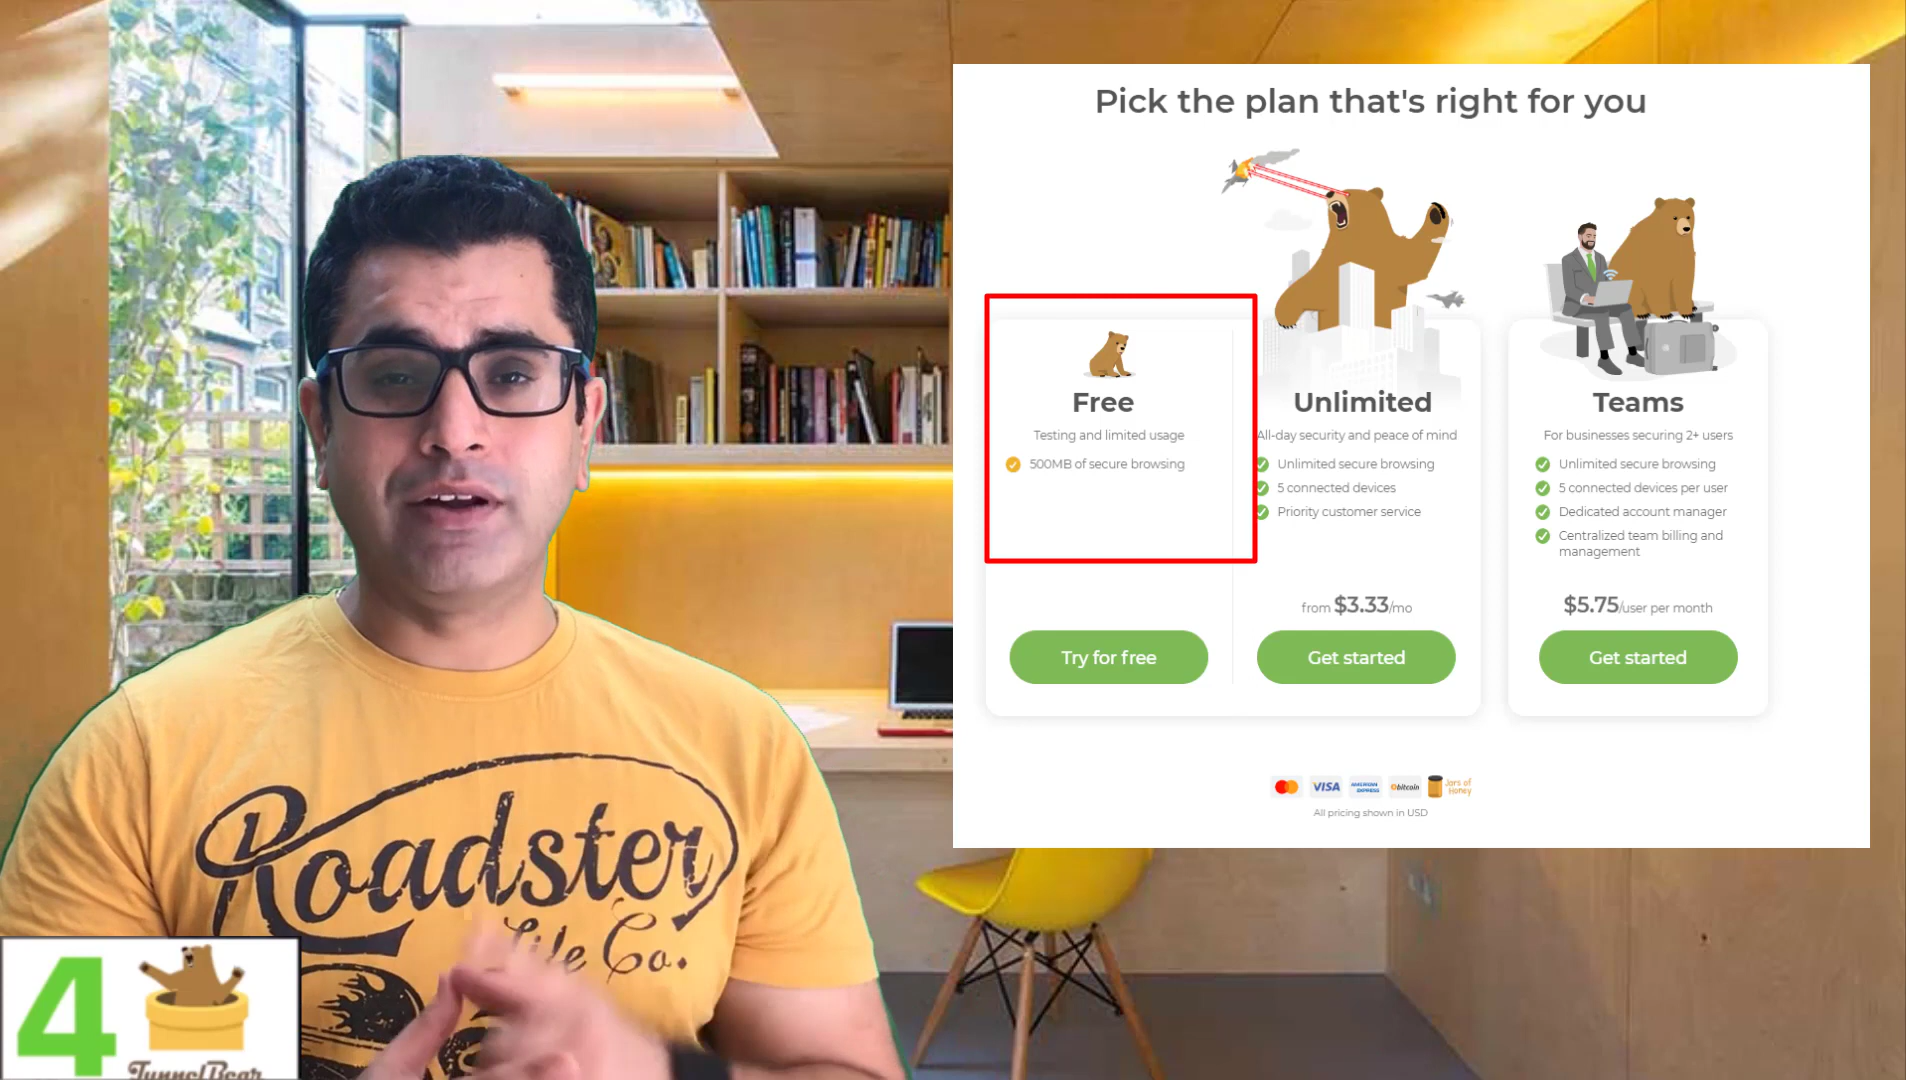 Pick the plan that's right for you
Free
Testing and limited usage
500MB of secure browsing
Try for free
Unlimited
All-day security and peace of mind
Unlimited secure browsing
5 connected devices
Priority customer service
from $3.33/mo
Get started
Teams
For businesses securing 2+ users
Unlimited secure browsing
5 connected devices per user
Dedicated account manager
Centralized team billing and
management
$5.75/user per month
Get started
VISA
AMERICAN
EXPRESS
bitcoin
Jars of
Honey
All pricing shown in USD
Roadster
Life Co.
4
TunnelBear